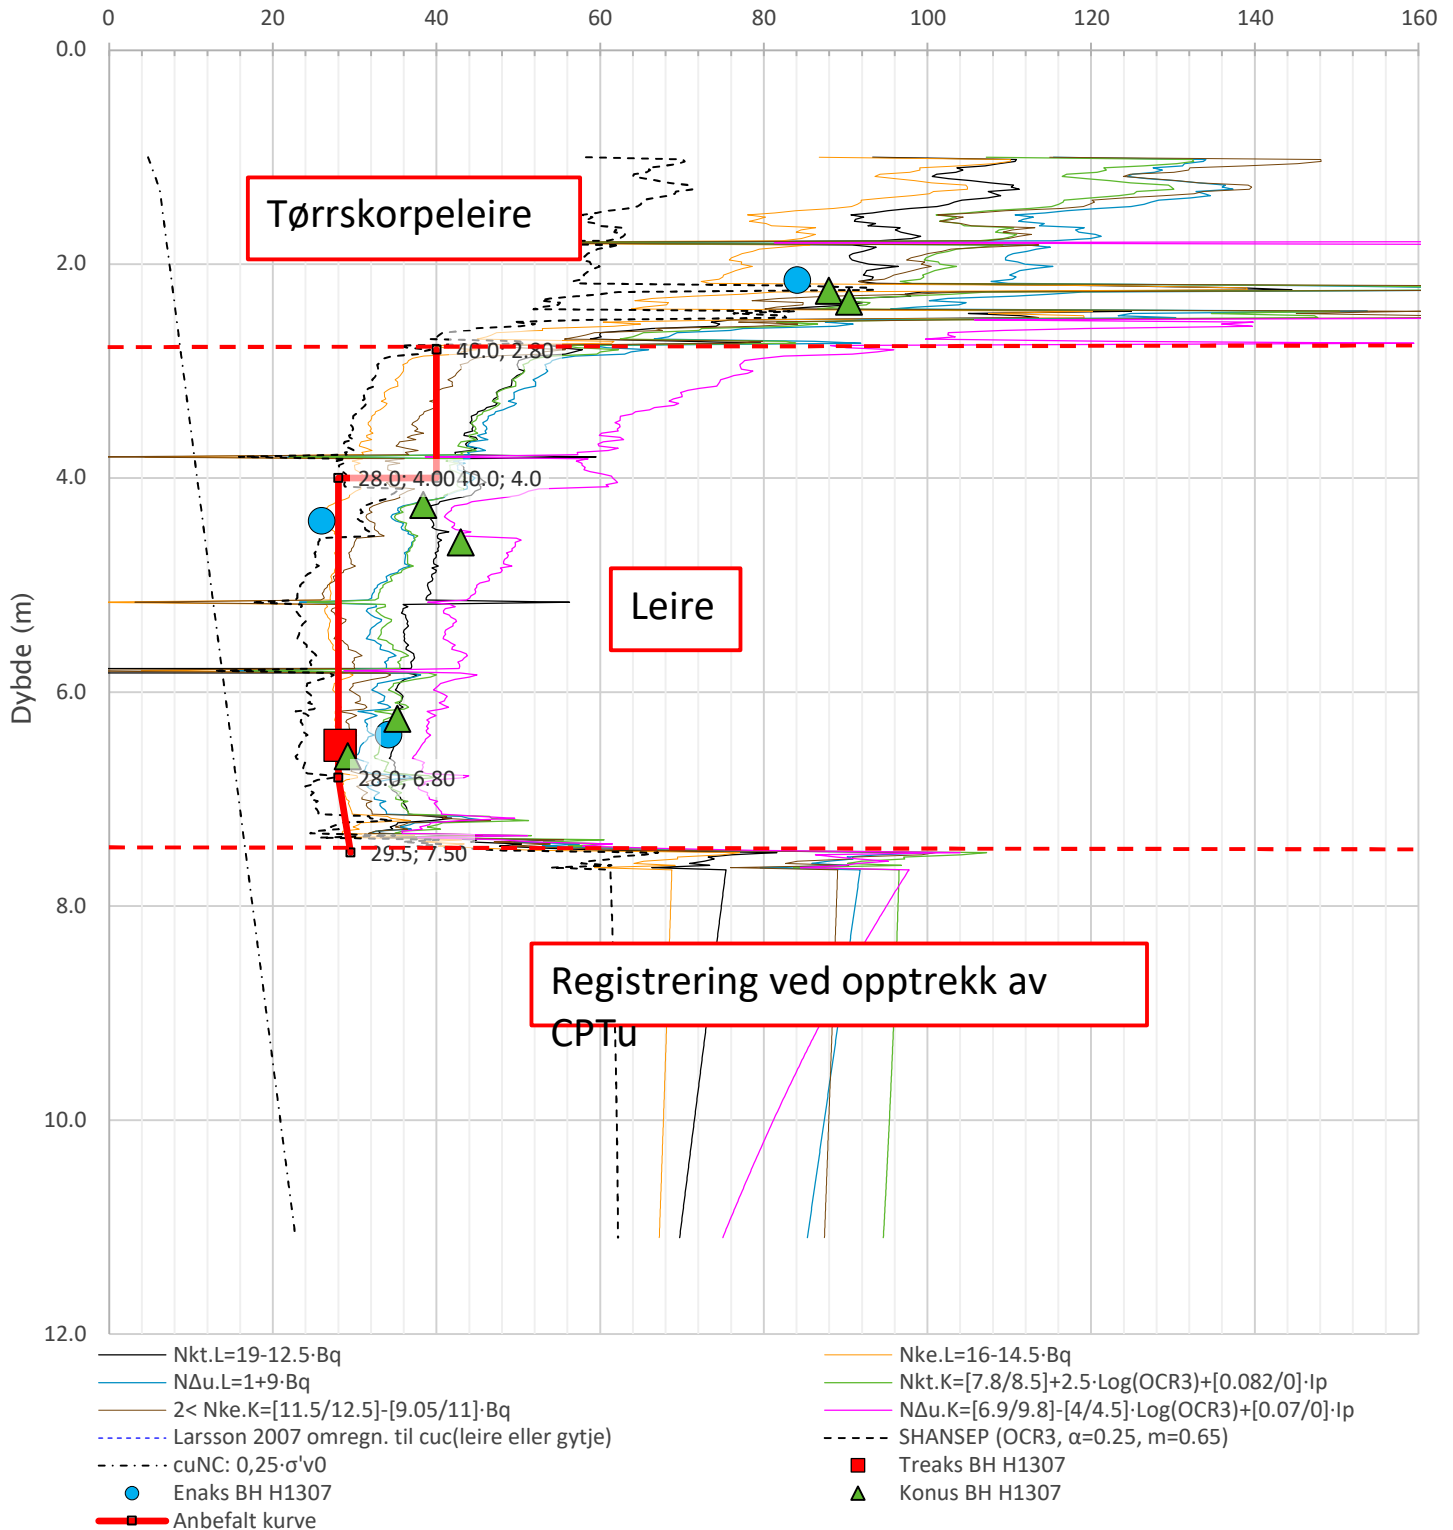 0 20 40 60 80 100 120 140 160
0.0
Tørrskorpeleire
2.0
40.0; 2.80
4.0
28.0; 4.00
40.0; 4.0
Leire
Dybde (m)
6.0
28.0; 6.80
29.5; 7.50
8.0
Registrering ved opptrekk av
CPTu
10.0
12.0
Nkt.L=19-12.5·Bq
Nke.L=16-14.5·Bq
NΔu.L=1+9·Bq
Nkt.K=[7.8/8.5]+2.5·Log(OCR3)+[0.082/0]·Ip
2< Nke.K=[11.5/12.5]-[9.05/11]·Bq
NΔu.K=[6.9/9.8]-[4/4.5]·Log(OCR3)+[0.07/0]·Ip
Larsson 2007 omregn. til cuc(leire eller gytje)
SHANSEP (OCR3, α=0.25, m=0.65)
cuNC: 0,25·σ'v0
Treaks BH H1307
Enaks BH H1307
Konus BH H1307
Anbefalt kurve